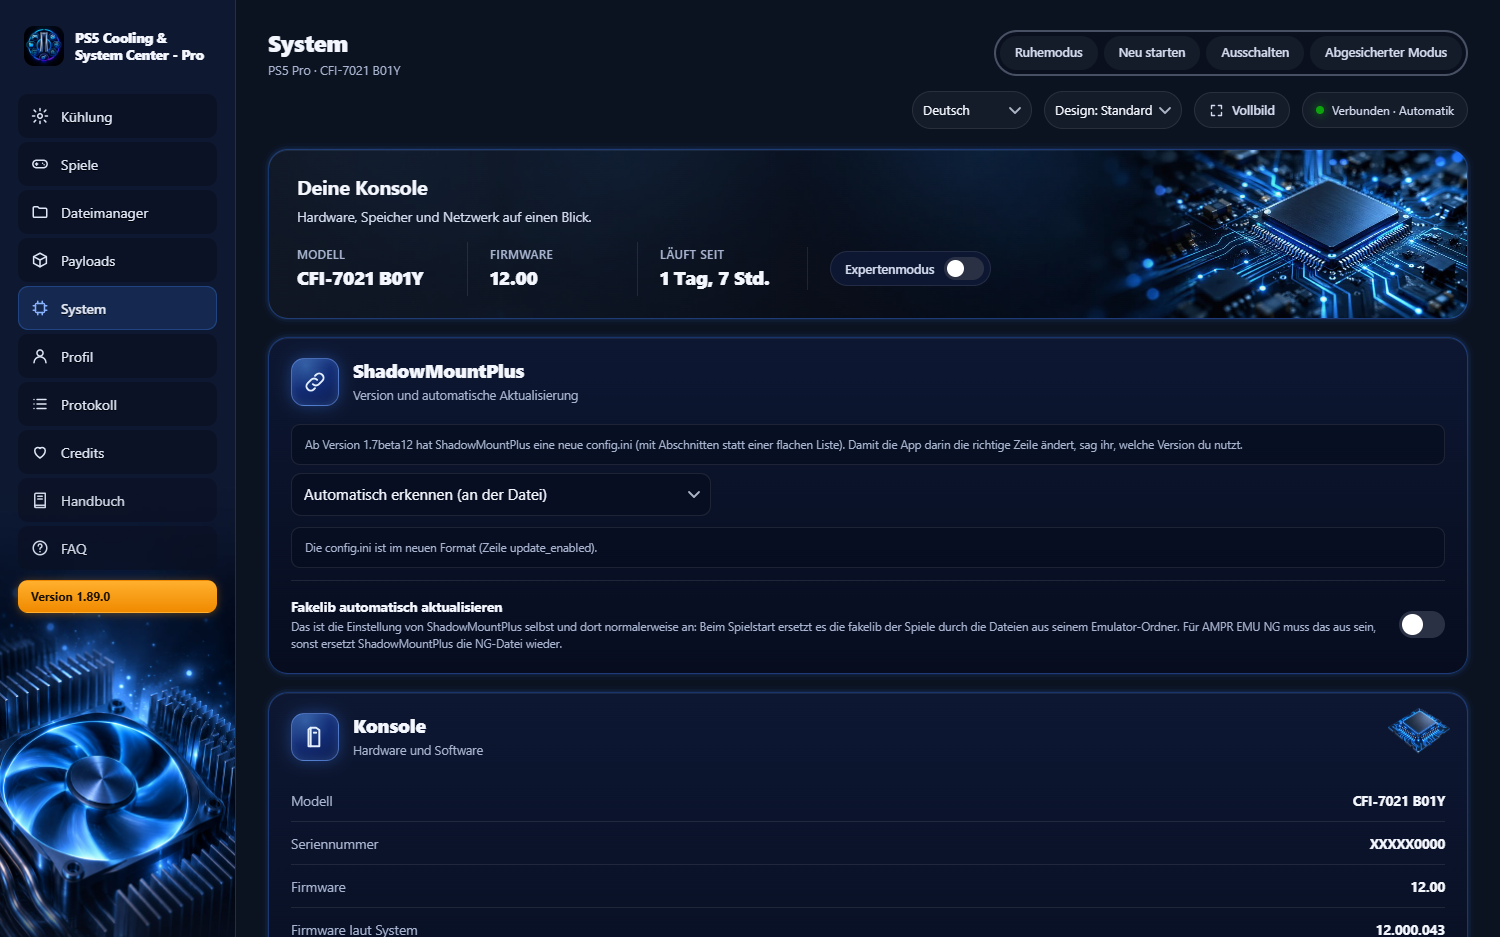 PS5 Cooling &
System Center - Pro
Kühlung
Spiele
Dateimanager
Payloads
System
Profil
Protokoll
Credits
Handbuch
FAQ
Version 1.89.0
System
PS5 Pro · CFI-7021 B01Y
Ruhemodus
Neu starten
Ausschalten
Abgesicherter Modus
Deutsch
Design: Standard
Vollbild
Verbunden · Automatik
Deine Konsole
Hardware, Speicher und Netzwerk auf einen Blick.
MODELL
CFI-7021 B01Y
FIRMWARE
12.00
LÄUFT SEIT
1 Tag, 7 Std.
Expertenmodus
ShadowMountPlus
Version und automatische Aktualisierung
Ab Version 1.7beta12 hat ShadowMountPlus eine neue config.ini (mit Abschnitten statt einer flachen Liste). Damit die App darin die richtige Zeile ändert, sag ihr, welche Version du nutzt.
Automatisch erkennen (an der Datei)
Die config.ini ist im neuen Format (Zeile update_enabled).
Fakelib automatisch aktualisieren
Das ist die Einstellung von ShadowMountPlus selbst und dort normalerweise an: Beim Spielstart ersetzt es die fakelib der Spiele durch die Dateien aus seinem Emulator-Ordner. Für AMPR EMU NG muss das aus sein,
sonst ersetzt ShadowMountPlus die NG-Datei wieder.
Konsole
Hardware und Software
Modell
CFI-7021 B01Y
Seriennummer
XXXXX0000
Firmware
12.00
Firmware laut System
12.000.043